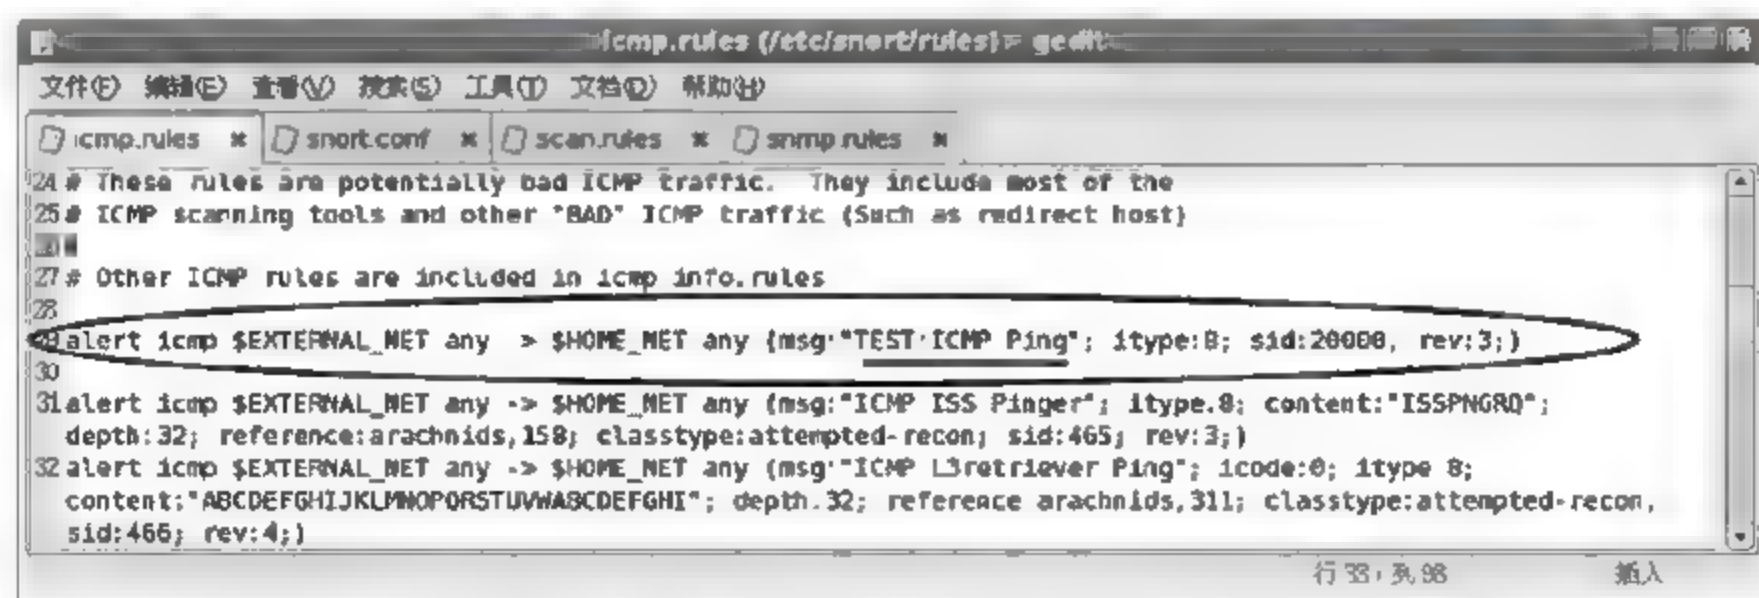 icmp.rules (/etc/snort/rules) - gedit
文件(F) 编辑(E) 查看(V) 搜索(S) 工具(T) 文档(D) 帮助(H)
icmp.rules snort.conf scan.rules snmp.rules
24 # These rules are potentially bad ICMP traffic. They include most of the
25 # ICMP scanning tools and other "BAD" ICMP traffic (Such as redirect host)
26 #
27 # Other ICMP rules are included in icmp info.rules
28
29 alert icmp $EXTERNAL_NET any > $HOME_NET any (msg:"TEST ICMP Ping"; itype:8; sid:20000, rev:3;)
30
31 alert icmp $EXTERNAL_NET any -> $HOME_NET any (msg:"ICMP ISS Pinger"; itype.8; content:"ISSPNGRQ";
depth:32; reference:arachnids,158; classtype:attempted-recon; sid:465; rev:3;)
32 alert icmp $EXTERNAL_NET any -> $HOME_NET any (msg:"ICMP L3retriever Ping"; icode:0; itype 8;
content:"ABCDEFGHIJKLMNOPQRSTUVWABCDEFGHI"; depth.32; reference arachnids,311; classtype:attempted-recon,
sid:466; rev:4;)
行 33, 列 98 插入